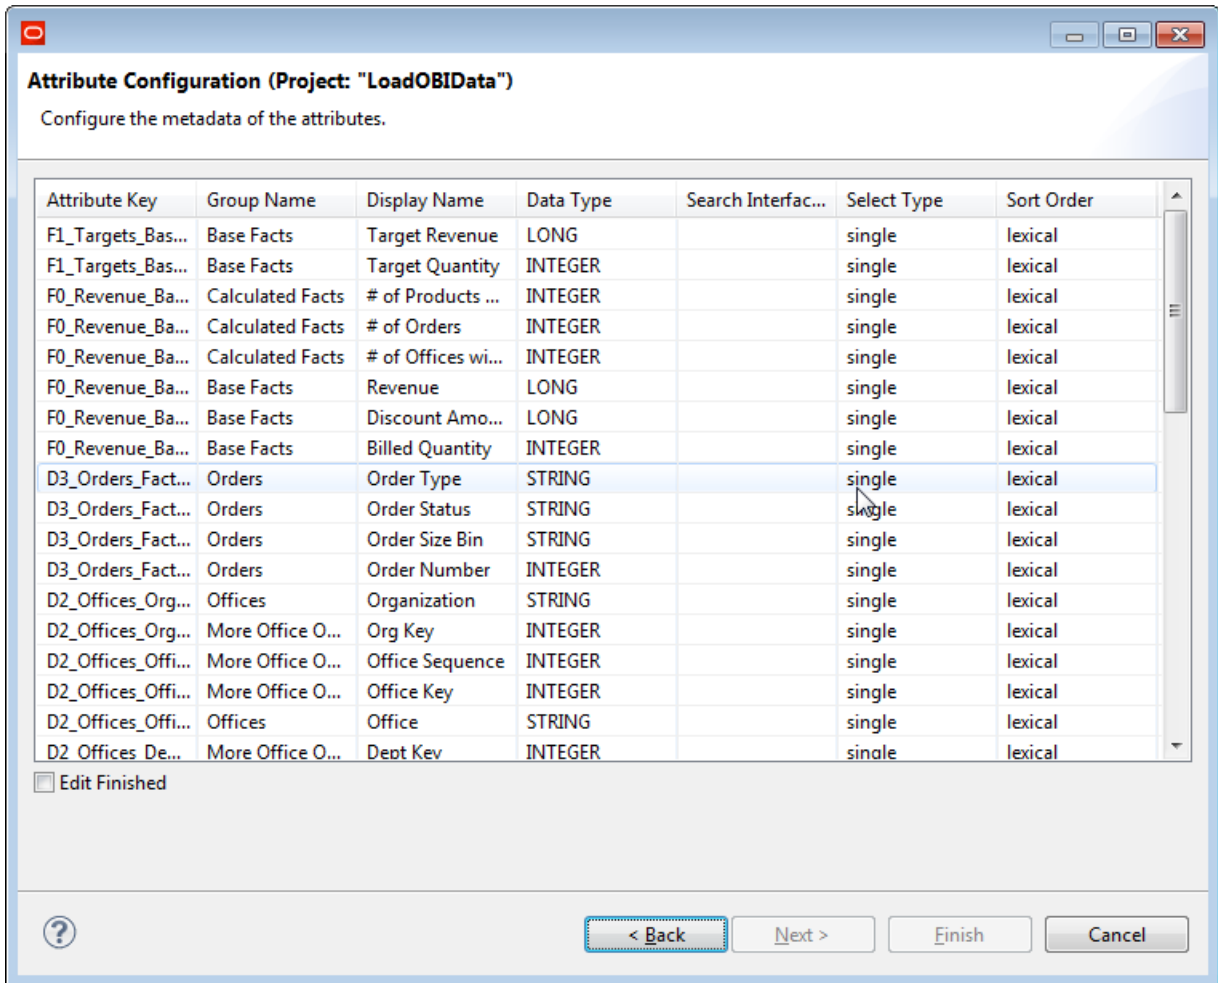 Attribute Configuration (Project: "LoadOBIData")
Configure the metadata of the attributes.
Attribute Key Group Name Display Name Data Type Search Interfac... Select Type Sort Order
F1_Targets_Bas... Base Facts Target Revenue LONG single lexical
F1_Targets_Bas... Base Facts Target Quantity INTEGER single lexical
F0_Revenue_Ba... Calculated Facts # of Products ... INTEGER single lexical
F0_Revenue_Ba... Calculated Facts # of Orders INTEGER single lexical
F0_Revenue_Ba... Calculated Facts # of Offices wi... INTEGER single lexical
F0_Revenue_Ba... Base Facts Revenue LONG single lexical
F0_Revenue_Ba... Base Facts Discount Amo... LONG single lexical
F0_Revenue_Ba... Base Facts Billed Quantity INTEGER single lexical
D3_Orders_Fact... Orders Order Type STRING single lexical
D3_Orders_Fact... Orders Order Status STRING single lexical
D3_Orders_Fact... Orders Order Size Bin STRING single lexical
D3_Orders_Fact... Orders Order Number INTEGER single lexical
D2_Offices_Org... Offices Organization STRING single lexical
D2_Offices_Org... More Office O... Org Key INTEGER single lexical
D2_Offices_Offi... More Office O... Office Sequence INTEGER single lexical
D2_Offices_Offi... More Office O... Office Key INTEGER single lexical
D2_Offices_Offi... Offices Office STRING single lexical
D2_Offices_De... More Office O... Dept Key INTEGER single lexical
Edit Finished
? < Back Next > Finish Cancel